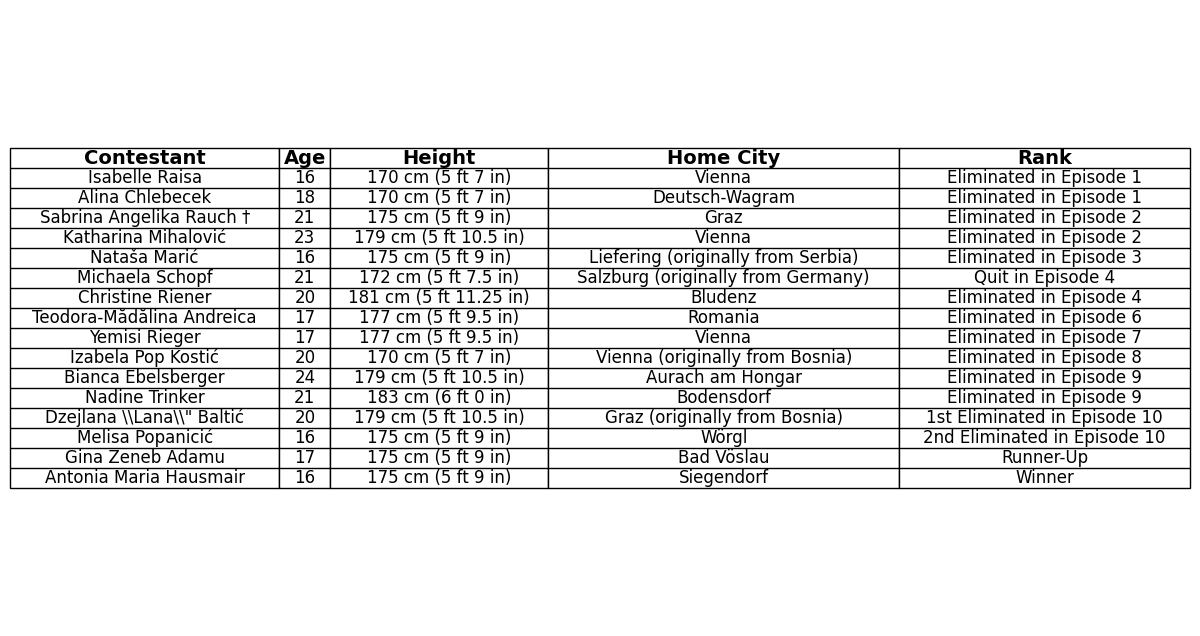 Contestant Age Height Home City Rank
Isabelle Raisa 16 170 cm (5 ft 7 in) Vienna Eliminated in Episode 1
Alina Chlebecek 18 170 cm (5 ft 7 in) Deutsch-Wagram Eliminated in Episode 1
Sabrina Angelika Rauch † 21 175 cm (5 ft 9 in) Graz Eliminated in Episode 2
Katharina Mihalović 23 179 cm (5 ft 10.5 in) Vienna Eliminated in Episode 2
Nataša Marić 16 175 cm (5 ft 9 in) Liefering (originally from Serbia) Eliminated in Episode 3
Michaela Schopf 21 172 cm (5 ft 7.5 in) Salzburg (originally from Germany) Quit in Episode 4
Christine Riener 20 181 cm (5 ft 11.25 in) Bludenz Eliminated in Episode 4
Teodora-Mădălina Andreica 17 177 cm (5 ft 9.5 in) Romania Eliminated in Episode 6
Yemisi Rieger 17 177 cm (5 ft 9.5 in) Vienna Eliminated in Episode 7
Izabela Pop Kostić 20 170 cm (5 ft 7 in) Vienna (originally from Bosnia) Eliminated in Episode 8
Bianca Ebelsberger 24 179 cm (5 ft 10.5 in) Aurach am Hongar Eliminated in Episode 9
Nadine Trinker 21 183 cm (6 ft 0 in) Bodensdorf Eliminated in Episode 9
Dzejlana \\Lana\\" Baltić 20 179 cm (5 ft 10.5 in) Graz (originally from Bosnia) 1st Eliminated in Episode 10
Melisa Popanicić 16 175 cm (5 ft 9 in) Wörgl 2nd Eliminated in Episode 10
Gina Zeneb Adamu 17 175 cm (5 ft 9 in) Bad Vöslau Runner-Up
Antonia Maria Hausmair 16 175 cm (5 ft 9 in) Siegendorf Winner